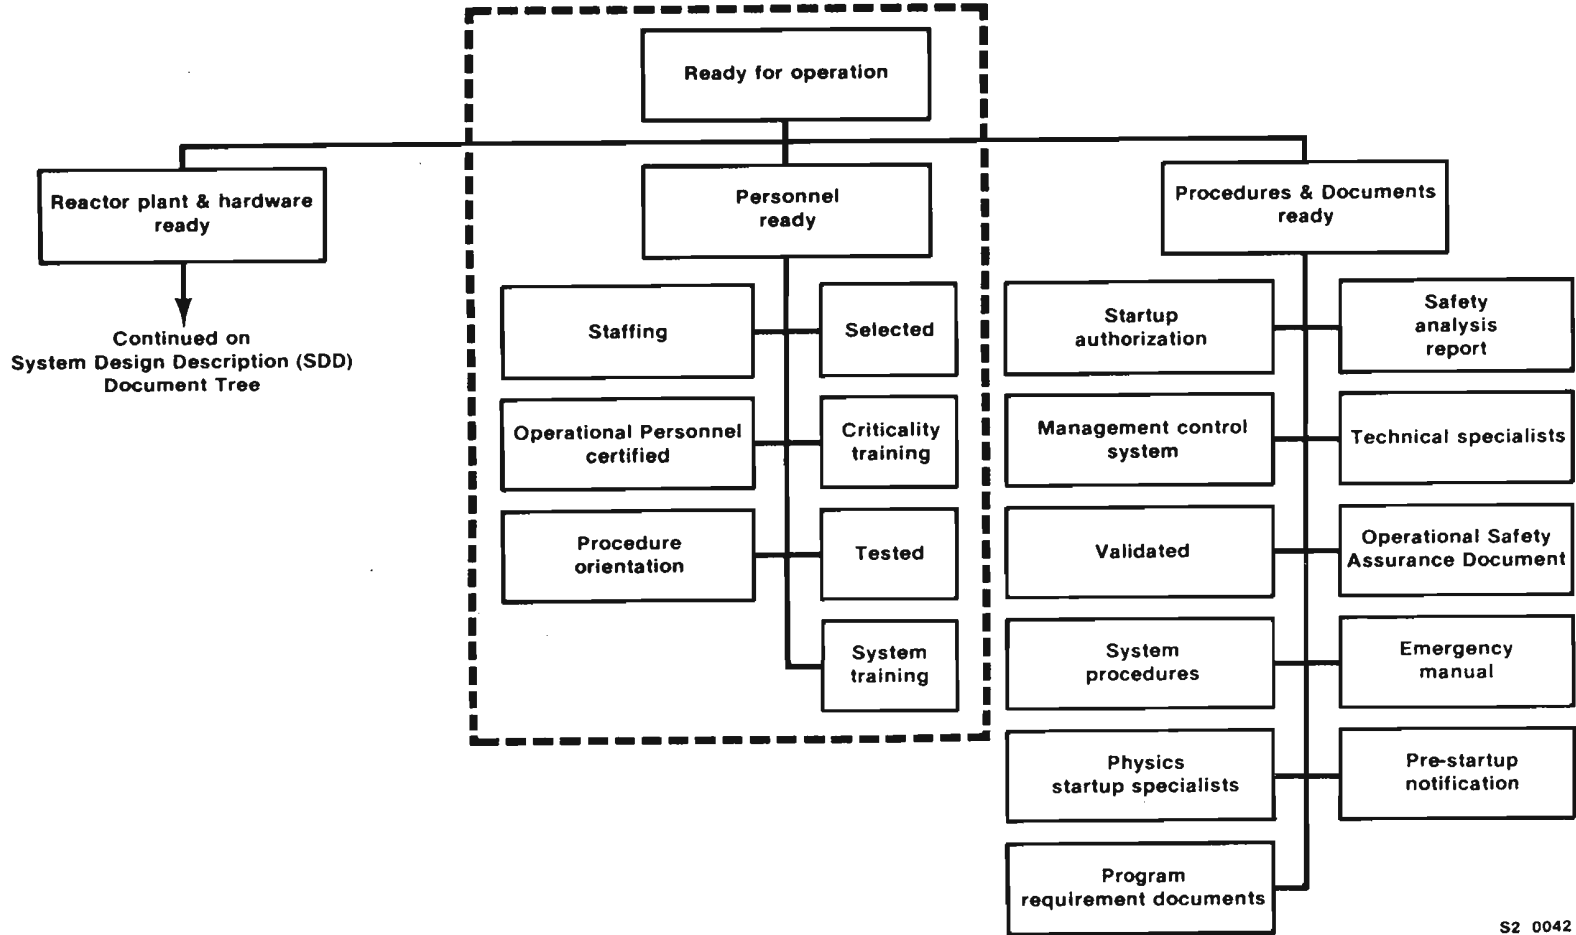 Ready for operation
Reactor plant & hardware
ready
Continued on
System Design Description (SDD)
Document Tree
Personnel
ready
Staffing
Selected
Operational Personnel
certified
Criticality
training
Procedure
orientation
Tested
System
training
Procedures & Documents
ready
Startup
authorization
Safety
analysis
report
Management control
system
Technical specialists
Validated
Operational Safety
Assurance Document
System
procedures
Emergency
manual
Physics
startup specialists
Pre-startup
notification
Program
requirement documents
S2 0042